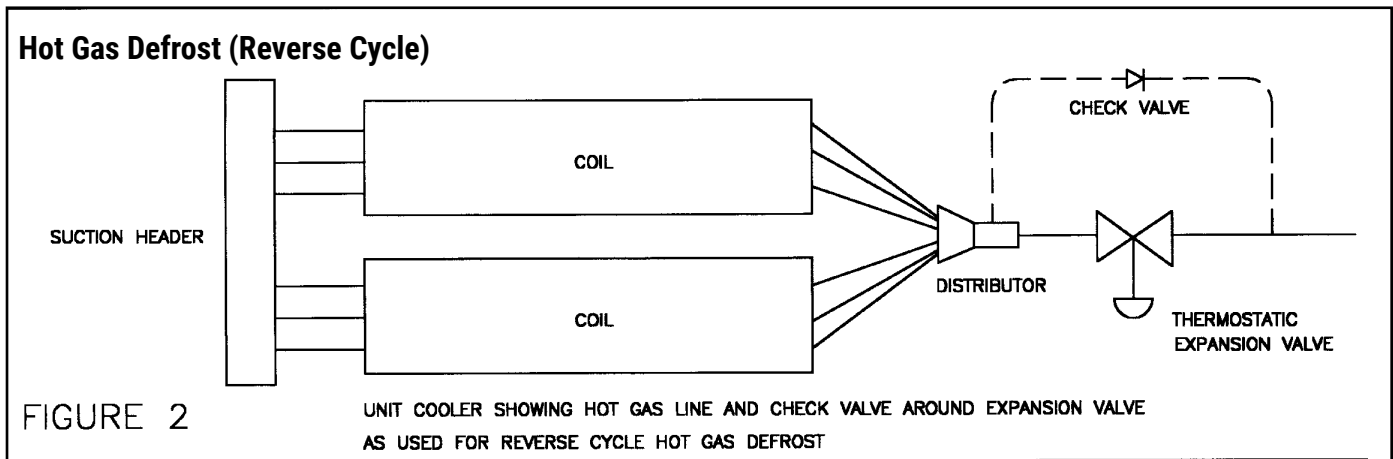 Hot Gas Defrost (Reverse Cycle)
CHECK VALVE
COIL
SUCTION HEADER
DISTRIBUTOR
COIL
THERMOSTATIC
EXPANSION VALVE
FIGURE 2
UNIT COOLER SHOWING HOT GAS LINE AND CHECK VALVE AROUND EXPANSION VALVE
AS USED FOR REVERSE CYCLE HOT GAS DEFROST